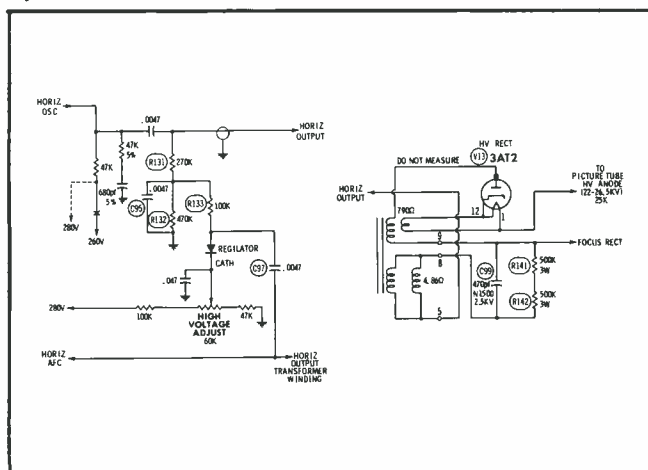 HORIZ
OSC
.0047
HORIZ
OUTPUT
47K
47K
5%
R131
270K
680pf
5%
.0047
C95
R132
470K
R133
100K
280V
260V
REGILATOR
CATH
.047
C97
.0047
280V
100K
47K
HIGH
VOLTAGE
ADJUST
60K
HORIZ
AFC
HORIZ
OUTPUT
TRANSFORMER
WINDING
HV RECT
V13 3AT2
DO NOT MEASURE
TO
PICTURE TUBE
HV ANODE
(22-26.5KV)
25K
HORIZ
OUTPUT
790Ω
12
1
9
FOCUS RECT
8
C99
470pf
N1500
2.5KV
R141
500K
3W
4.86Ω
R142
500K
3W
5